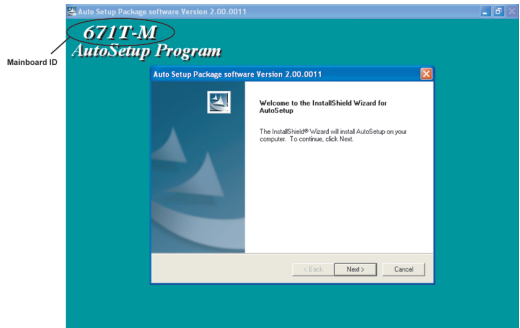 Auto Setup Package software Version 2.00.0011
671T-M
AutoSetup Program
Mainboard ID
Auto Setup Package software Version 2.00.0011
Welcome to the InstallShield Wizard for
AutoSetup
The InstallShield® Wizard will install AutoSetup on your
computer. To continue, click Next.
< Back
Next >
Cancel